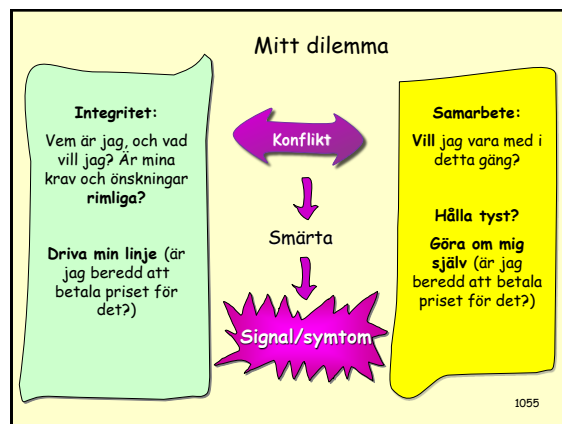 Mitt dilemma
Integritet:
Vem är jag, och vad
vill jag? Är mina
krav och önskningar
rimliga?
Driva min linje (är
jag beredd att
betala priset för
det?)
Konflikt
Smärta
Signal/symtom
Samarbete:
Vill jag vara med i
detta gäng?
Hålla tyst?
Göra om mig
själv (är jag
beredd att betala
priset för det?)
1055